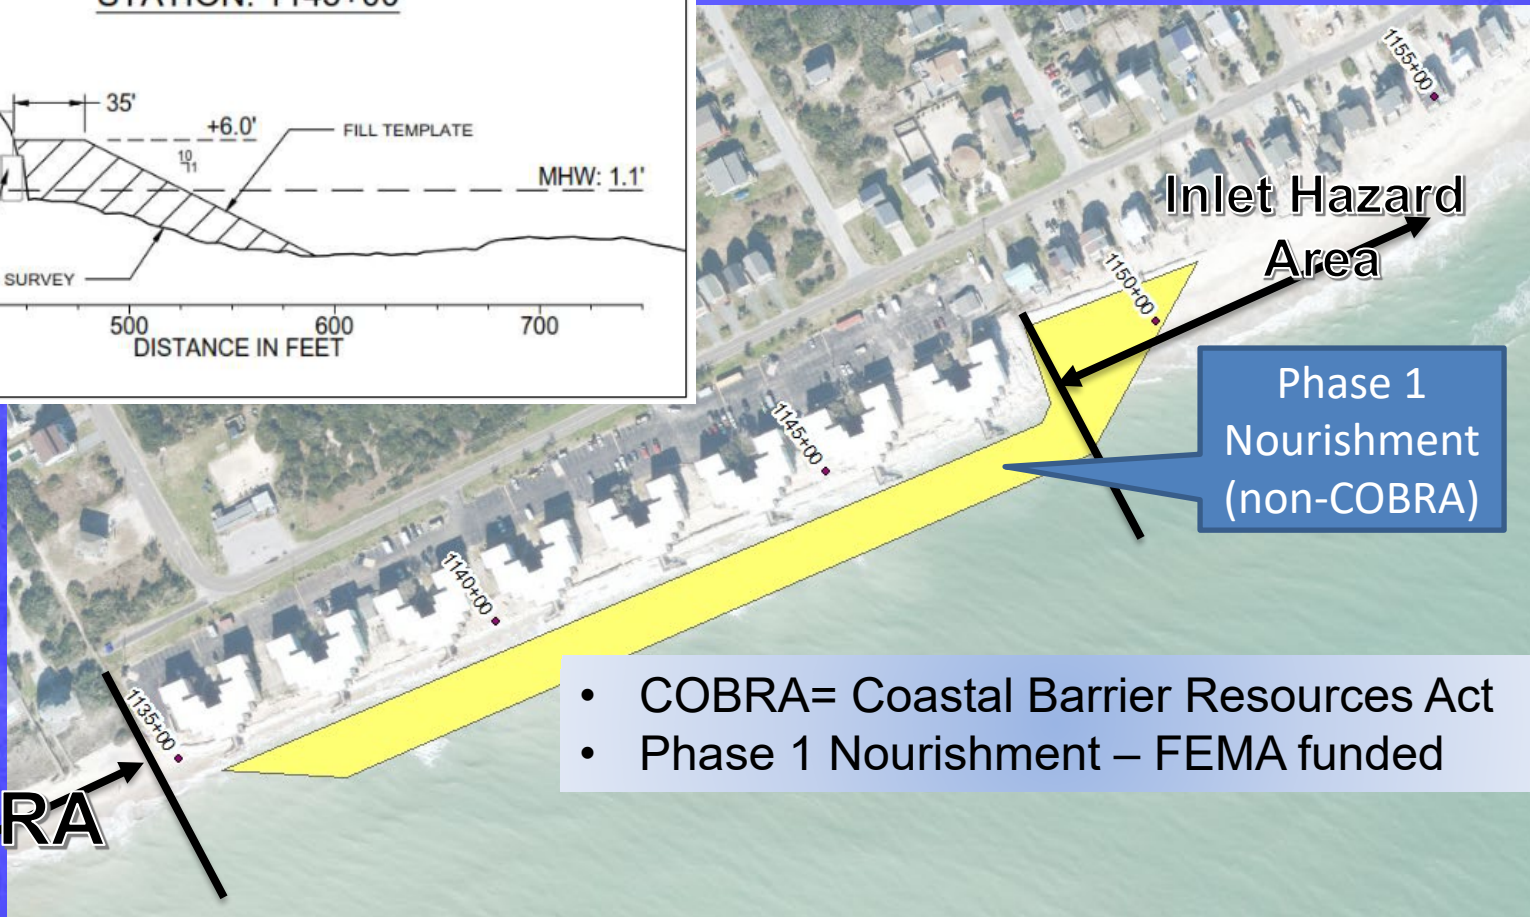 35'
+6.0'
FILL TEMPLATE
10
1
MHW: 1.1'
SURVEY
500
600
700
DISTANCE IN FEET
1155+00
Inlet Hazard
Area
1150+00
Phase 1
Nourishment
(non-COBRA)
1145+00
1140+00
1135+00
RA
• COBRA= Coastal Barrier Resources Act
• Phase 1 Nourishment – FEMA funded